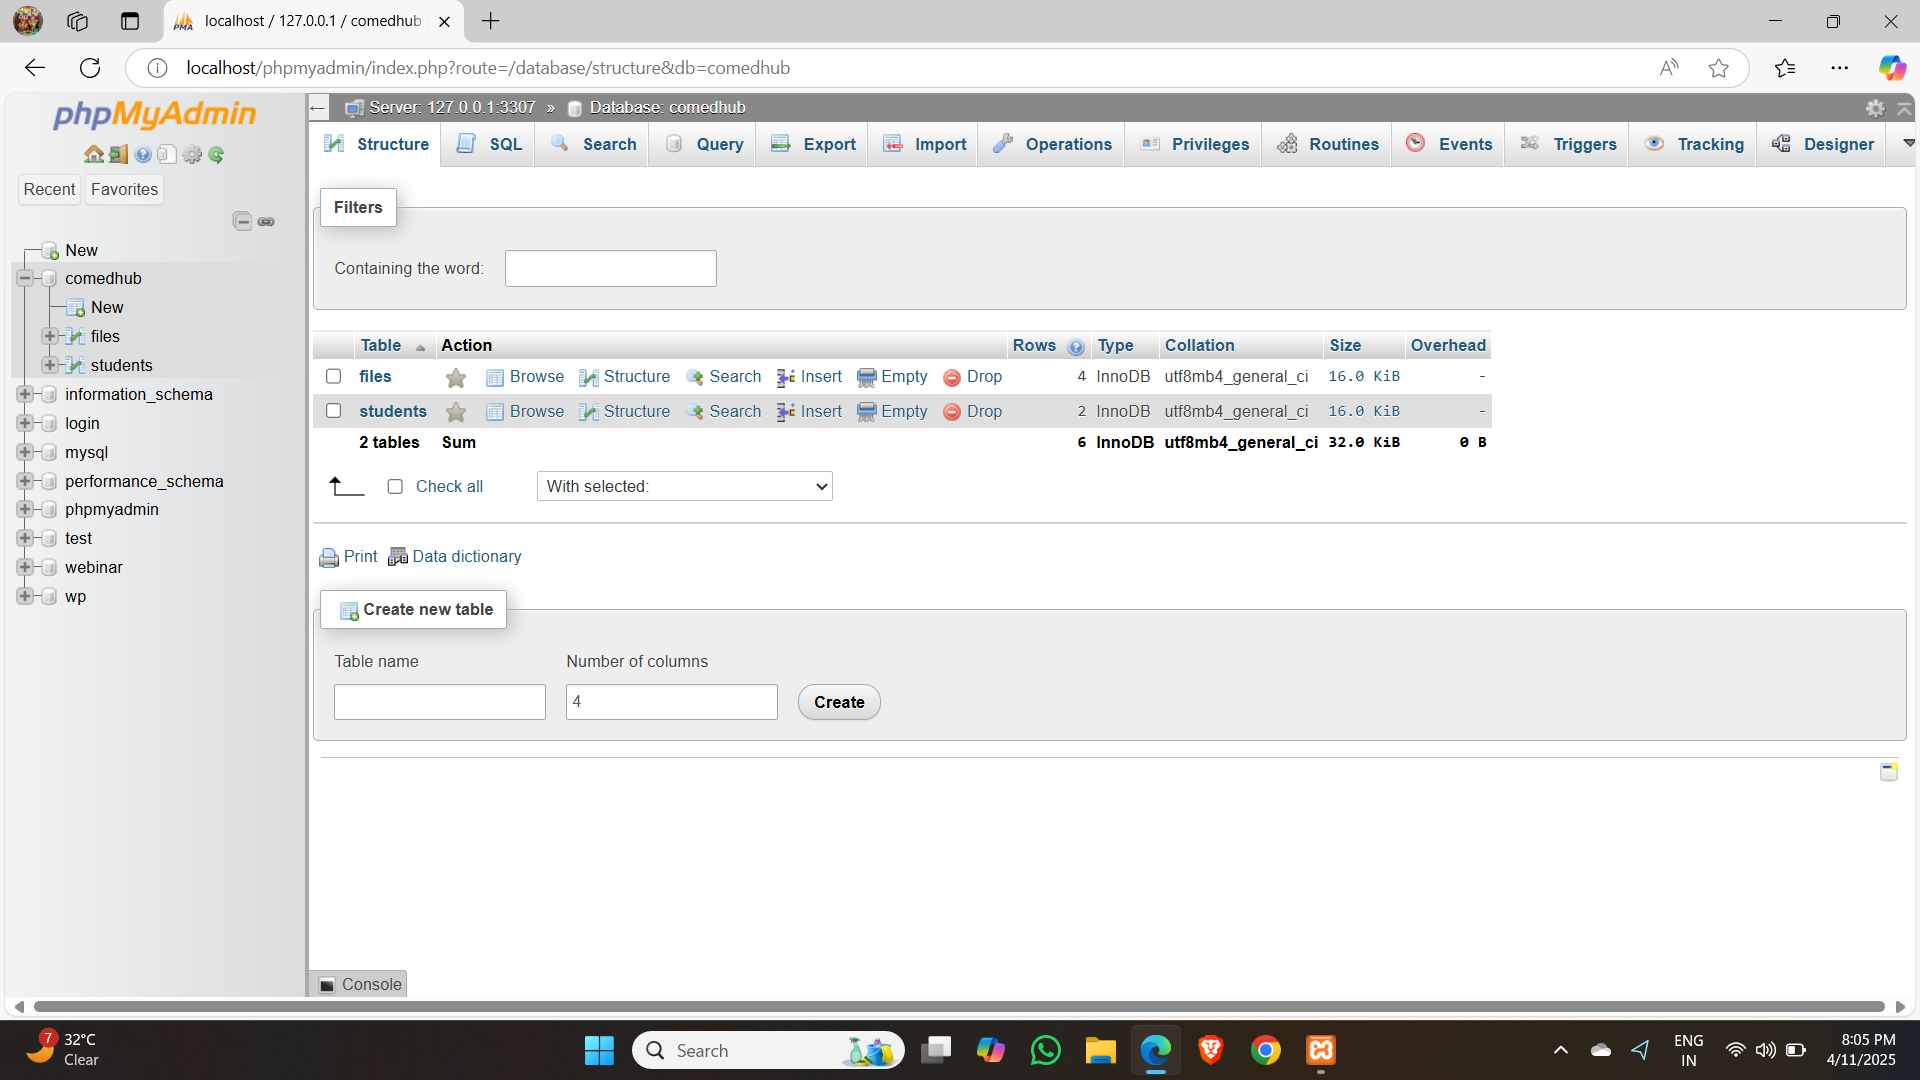 localhost / 127.0.0.1 / comedhub
localhost/phpmyadmin/index.php?route=/database/structure&db=comedhub
phpMyAdmin
Recent Favorites
New
comedhub
New
files
students
information_schema
login
mysql
performance_schema
phpmyadmin
test
webinar
wp
Server: 127.0.0.1:3307 » Database: comedhub
Structure SQL Search Query Export Import Operations Privileges Routines Events Triggers Tracking Designer
Filters
Containing the word:
Table Action Rows Type Collation Size Overhead
files Browse Structure Search Insert Empty Drop 4 InnoDB utf8mb4_general_ci 16.0 KiB -
students Browse Structure Search Insert Empty Drop 2 InnoDB utf8mb4_general_ci 16.0 KiB -
2 tables Sum 6 InnoDB utf8mb4_general_ci 32.0 KiB 0 B
Check all With selected:
Print Data dictionary
Create new table
Table name Number of columns
4 Create
Console
7 32°C
Clear
Search
ENG
IN
8:05 PM
4/11/2025